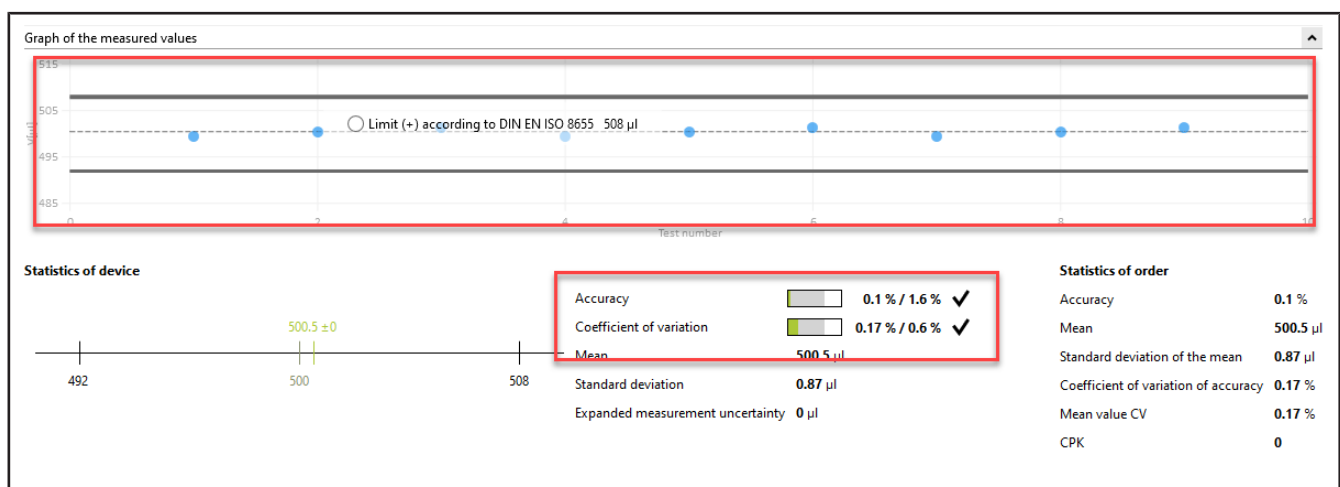 Graph of the measured values
515
505
Limit (+) according to DIN EN ISO 8655 508 µl
V[µl]
495
485
0 2 4 6 8 10
Test number
Statistics of device
500.5 ±0
492 500 508
Accuracy 0.1 % / 1.6 %
Coefficient of variation 0.17 % / 0.6 %
Mean 500.5 µl
Standard deviation 0.87 µl
Expanded measurement uncertainty 0 µl
Statistics of order
Accuracy 0.1 %
Mean 500.5 µl
Standard deviation of the mean 0.87 µl
Coefficient of variation of accuracy 0.17 %
Mean value CV 0.17 %
CPK 0